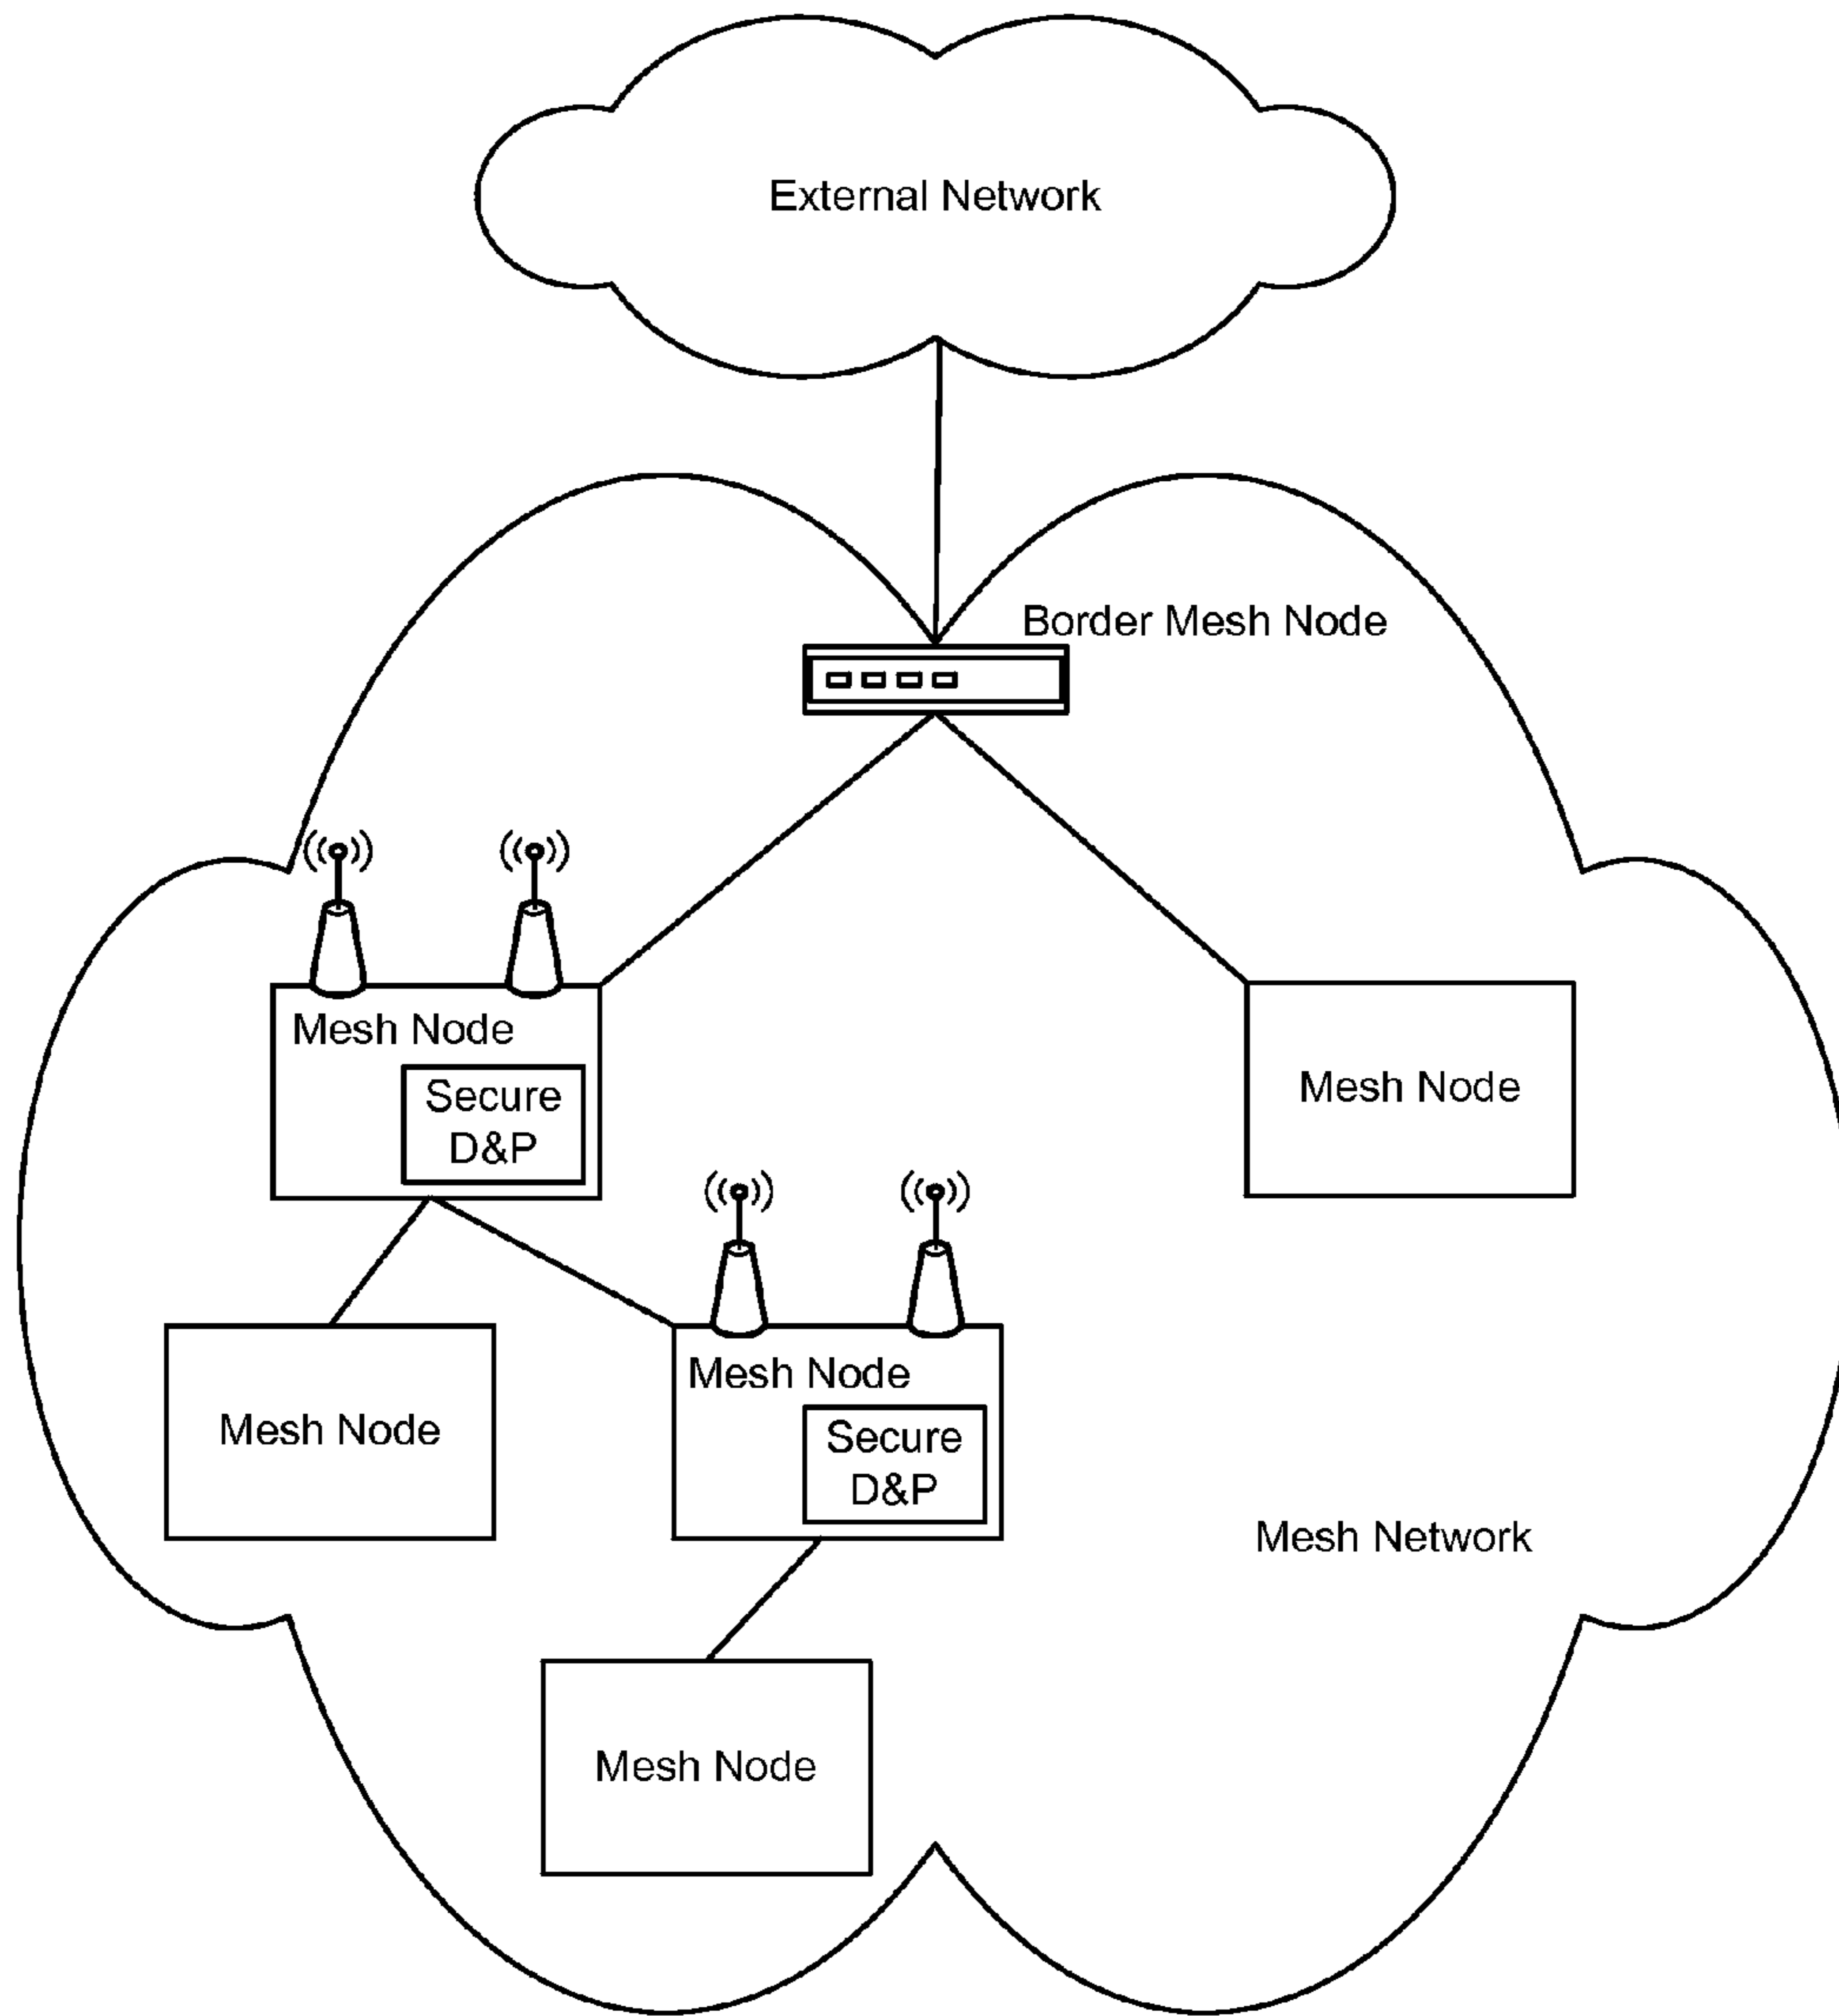 External Network
Border Mesh Node
Mesh Node
Secure
D&P
Mesh Node
Mesh Node
Mesh Node
Secure
D&P
Mesh Network
Mesh Node